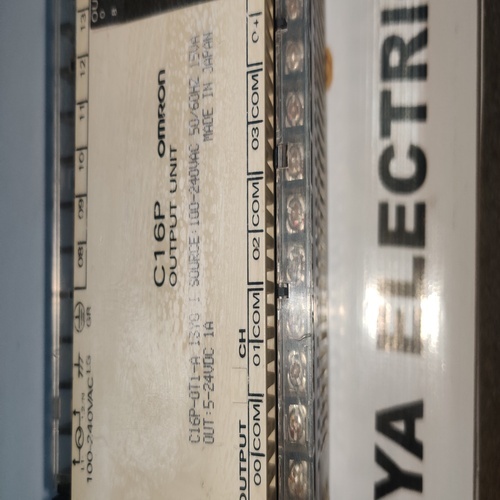 08 09 10 11 12 13
GR
100-240VAC
C16P OMRON
OUTPUT UNIT
SOURCE:100-240VAC 50/60HZ 15VA
C16P-OT1-A
MADE IN JAPAN
OUT:5-24VDC 1A
OUTPUT CH
00 COM 01 COM 02 COM 03 COM C+
YA ELECTRI